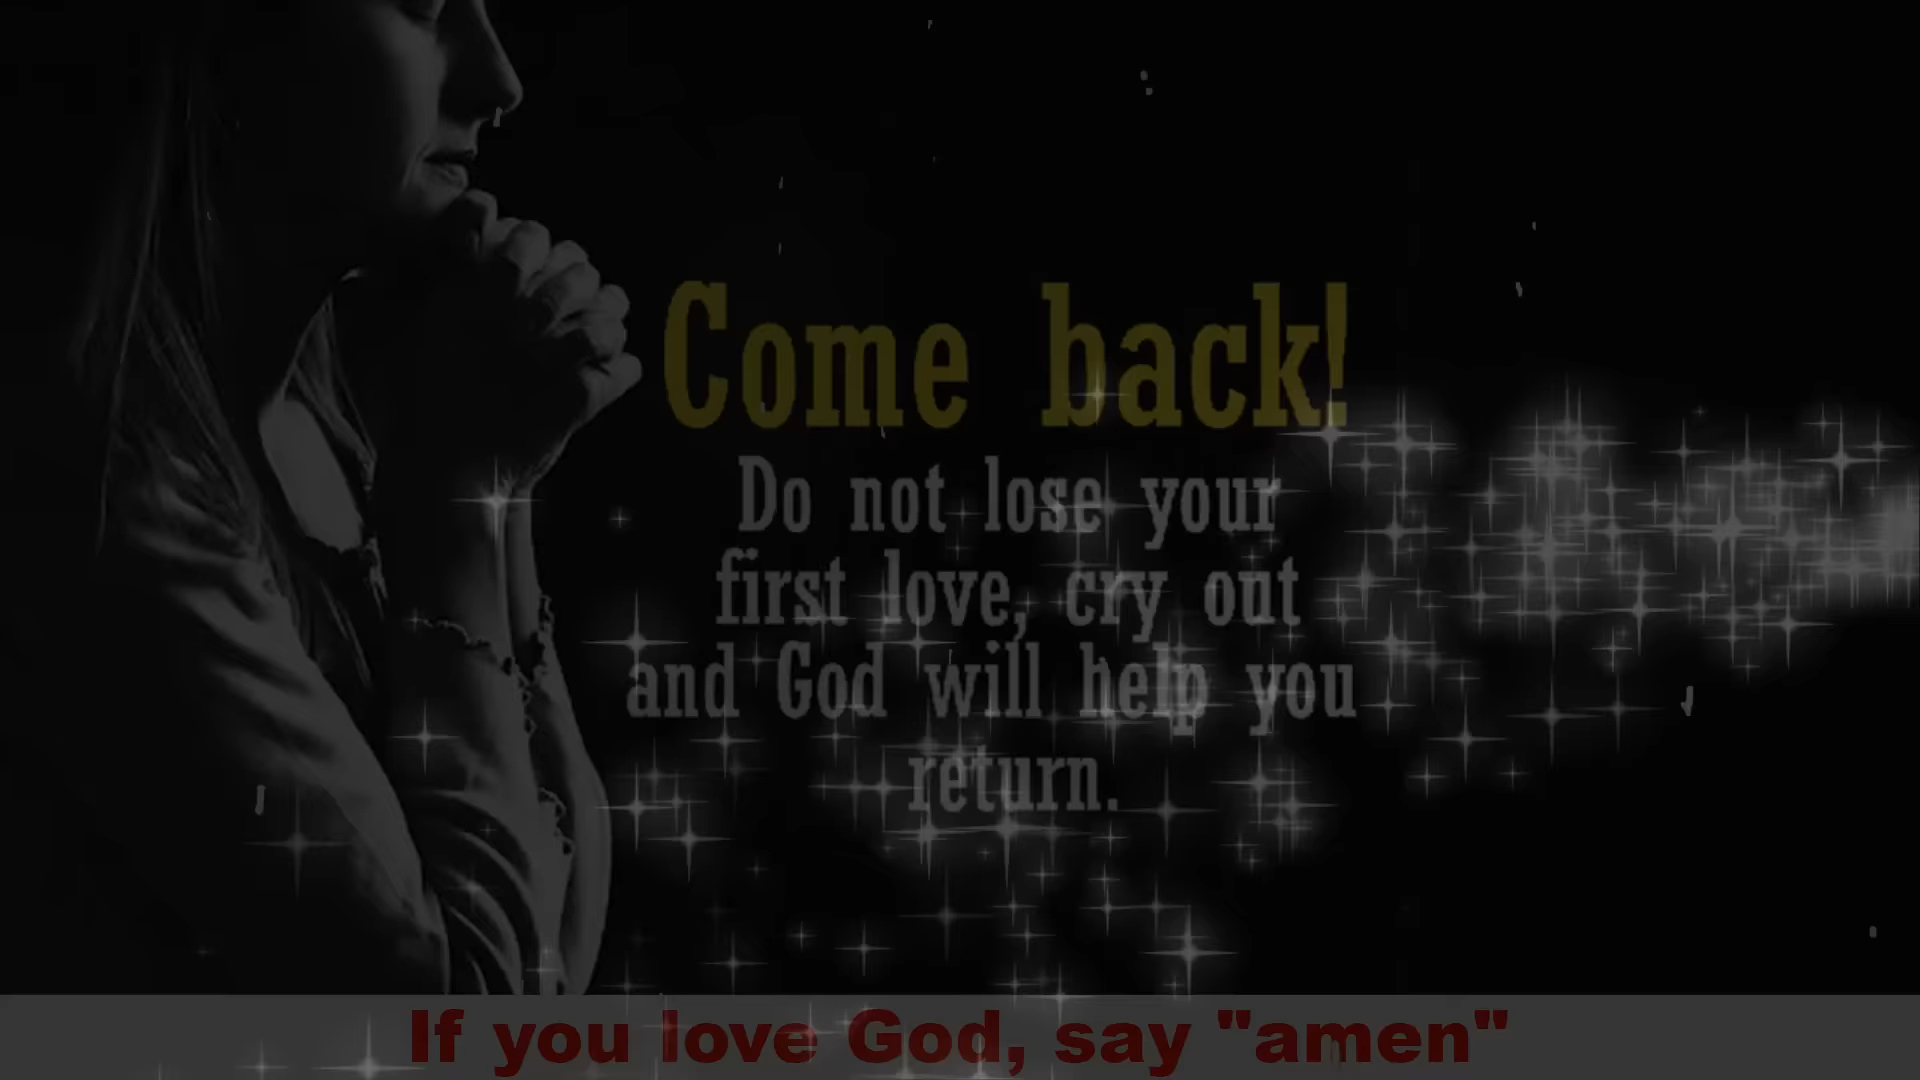 Come back!
Do not lose your
first love, cry out
and God will help you
return.
If you love God, say "amen"